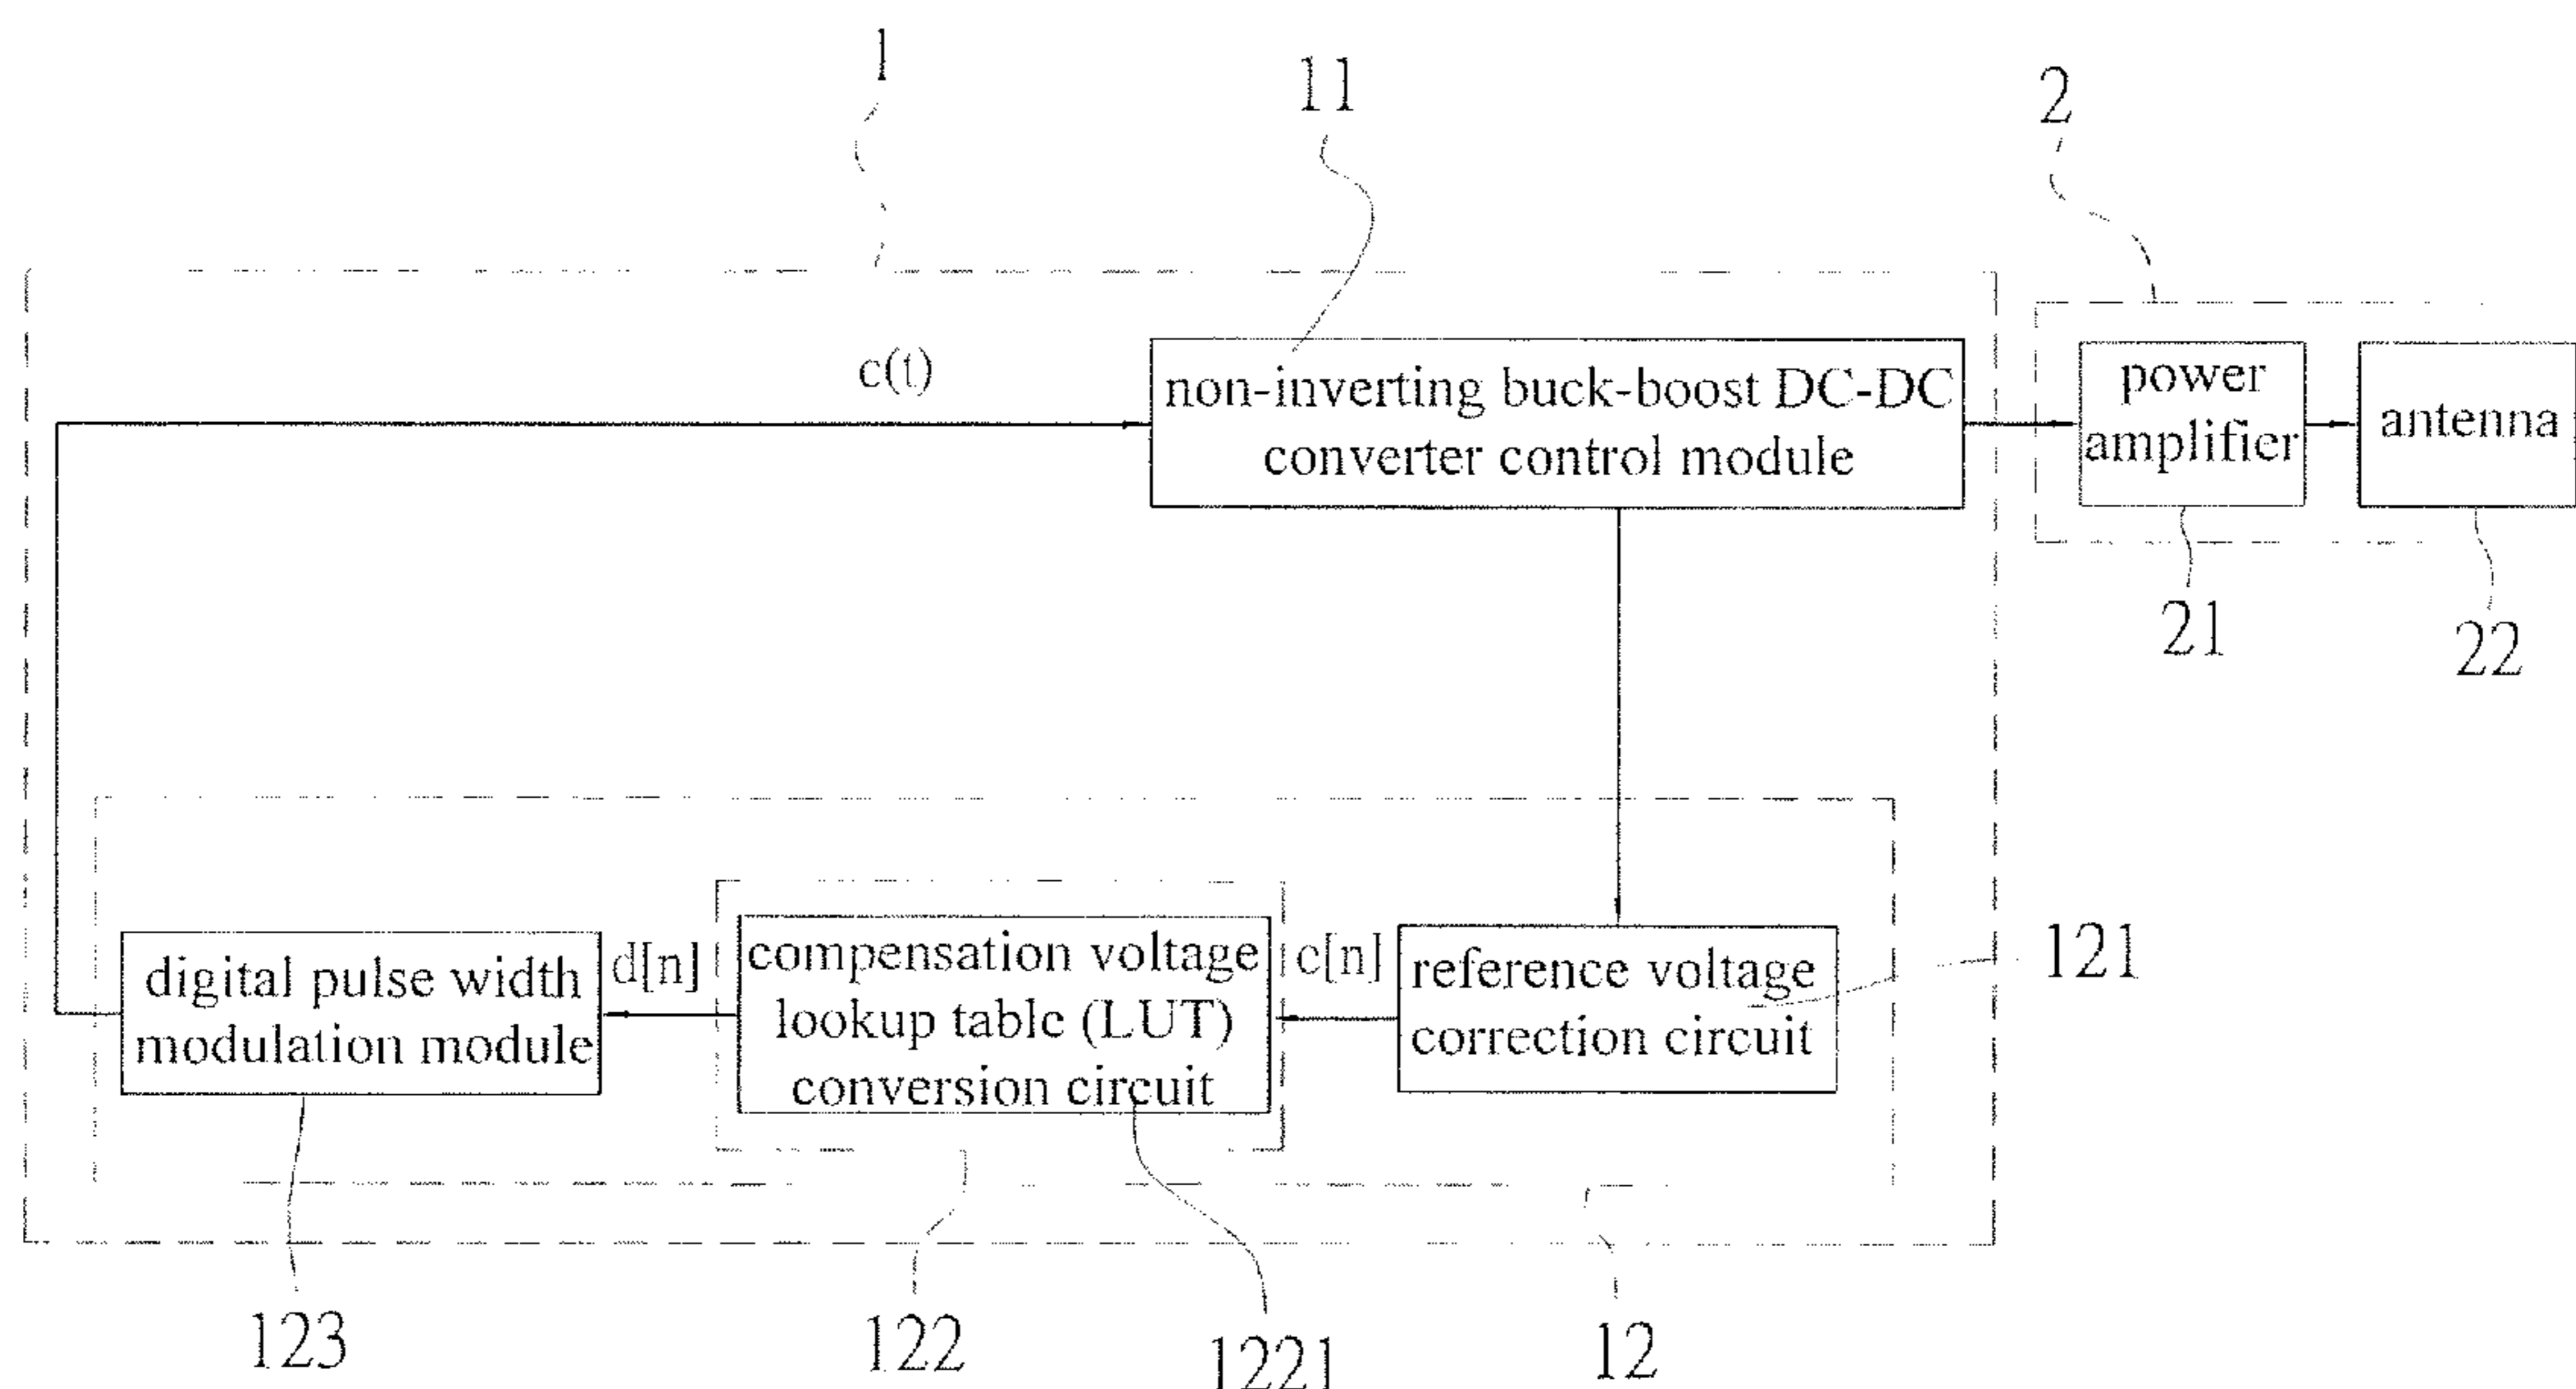 1
11
2
c(t)
non-inverting buck-boost DC-DC
converter control module
power
amplifier
antenna
21
22
digital pulse width
modulation module
d[n]
compensation voltage
lookup table (LUT)
conversion circuit
c[n]
reference voltage
correction circuit
121
123
122
1221
12